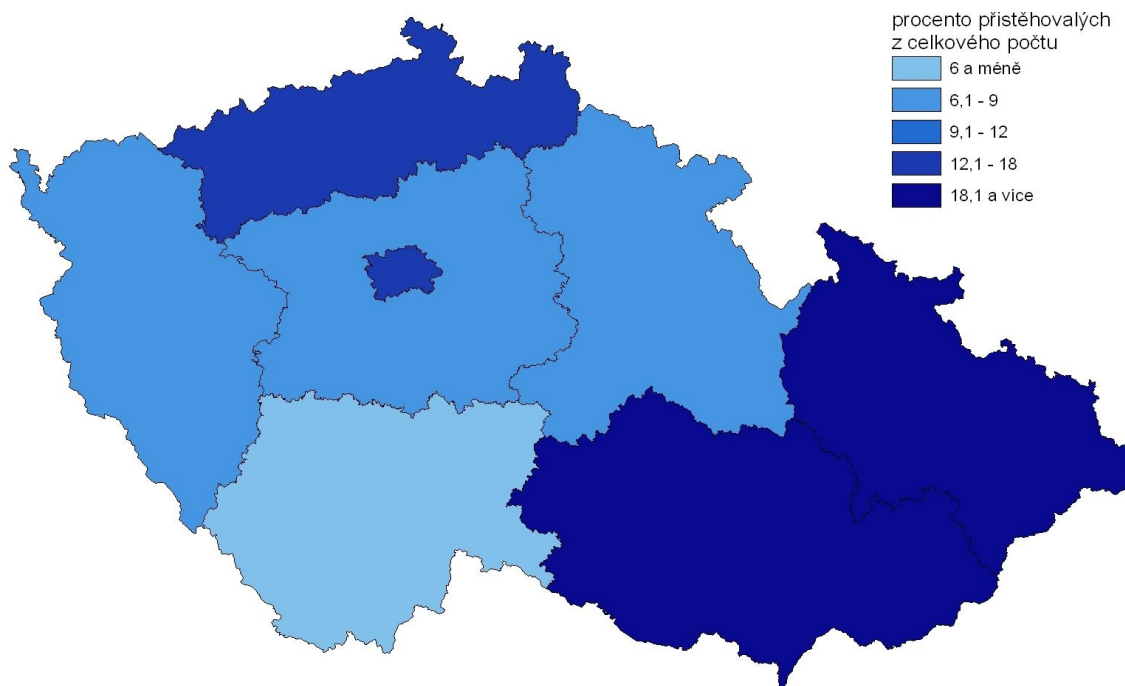 procento přistěhovalých
z celkového počtu
6 a méně
6,1 - 9
9,1 - 12
12,1 - 18
18,1 a více